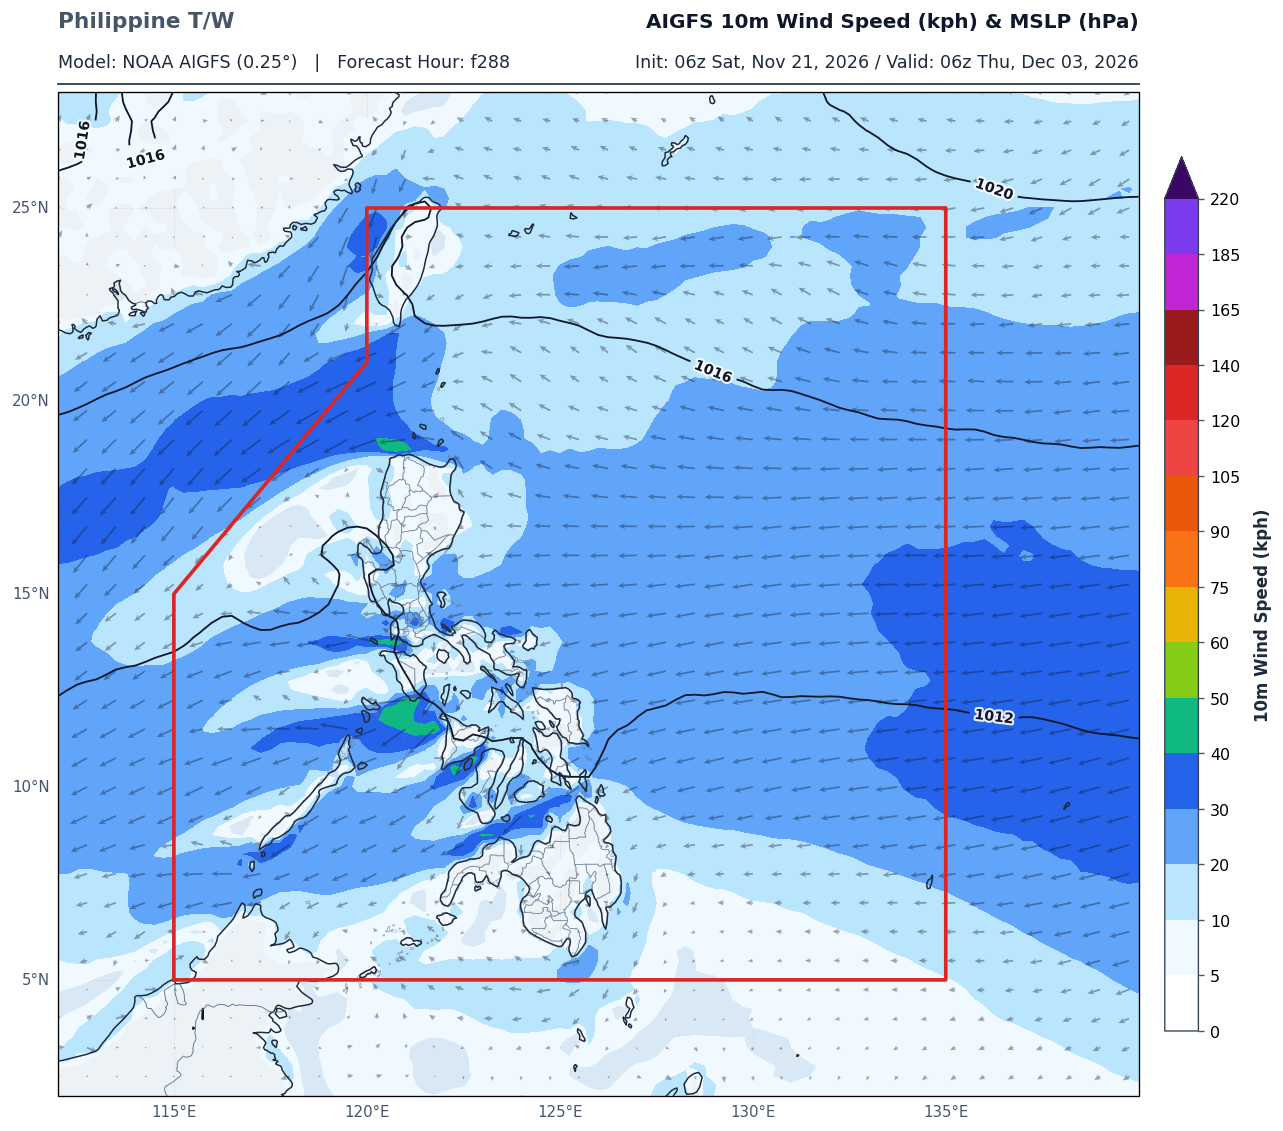 Philippine T/W
AIGFS 10m Wind Speed (kph) & MSLP (hPa)
Model: NOAA AIGFS (0.25°) | Forecast Hour: f288
Init: 06z Sat, Nov 21, 2026 / Valid: 06z Thu, Dec 03, 2026
1016
1016
1020
1016
1012
25°N
20°N
15°N
10°N
5°N
115°E
120°E
125°E
130°E
135°E
220
185
165
140
120
105
90
75
60
50
40
30
20
10
5
0
10m Wind Speed (kph)